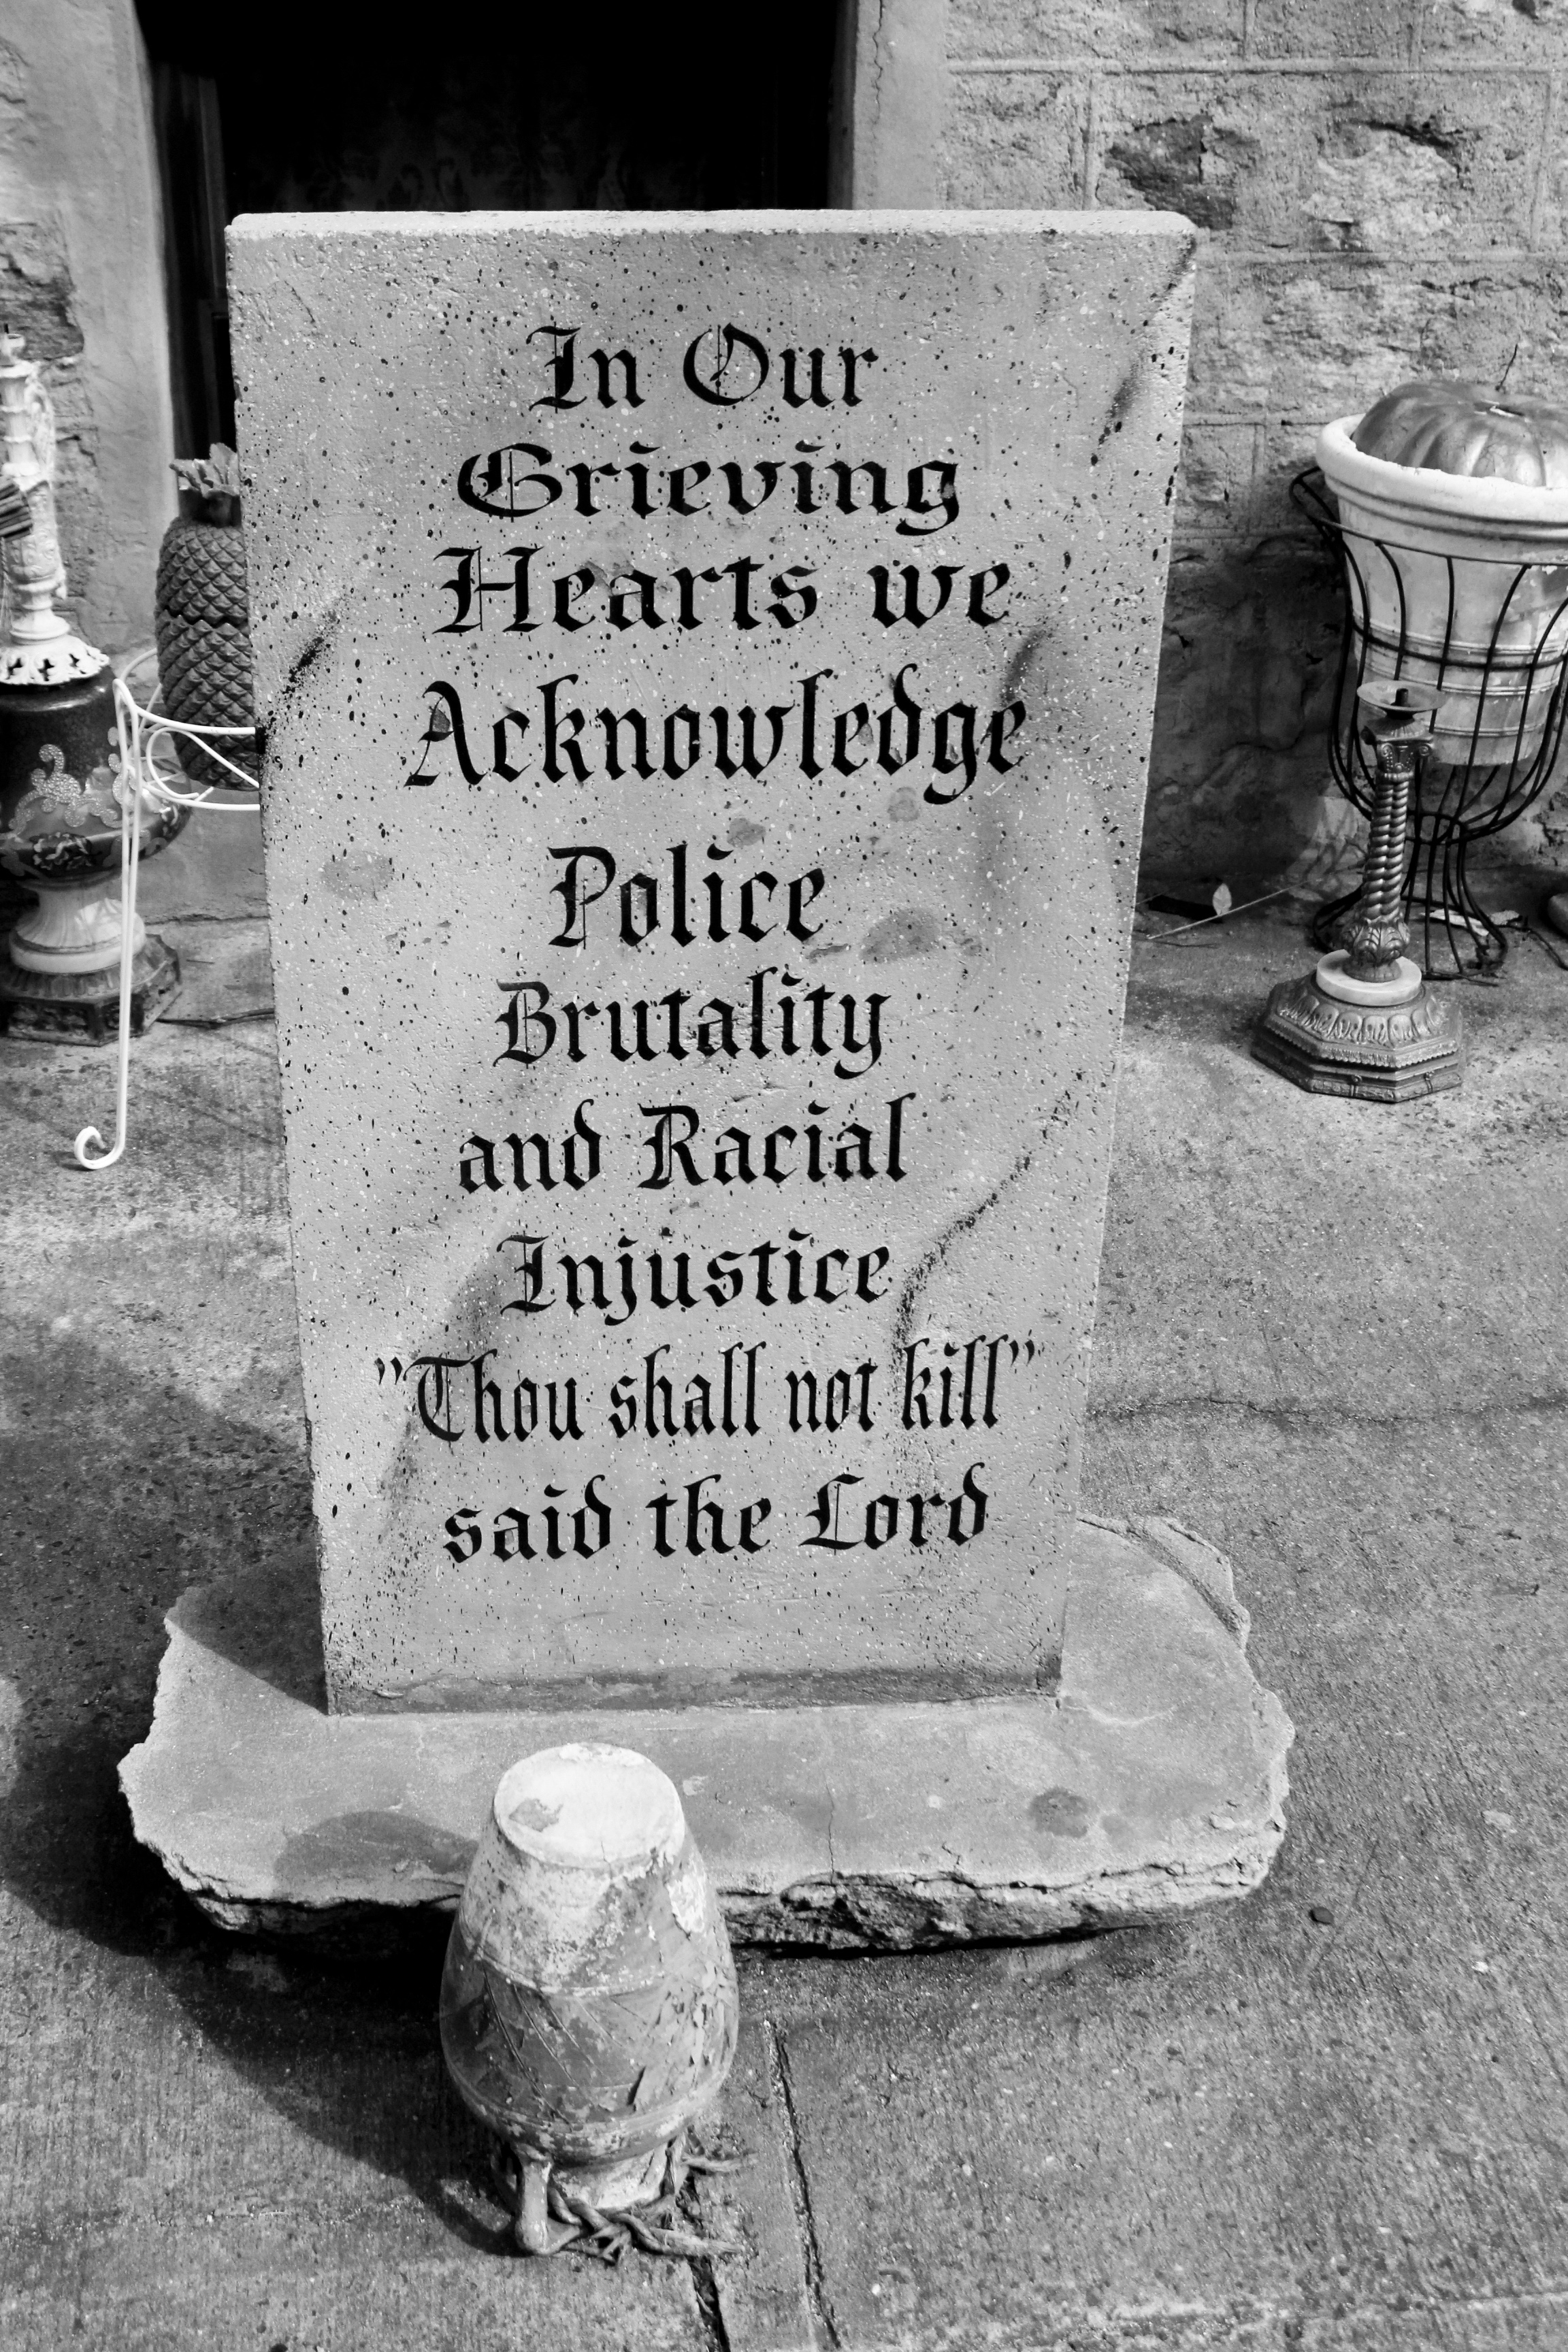 In Our
Grieving
Hearts we
Acknowledge
Police
Brutality
and Racial
Injustice
"Thou shall not kill"
said the Lord